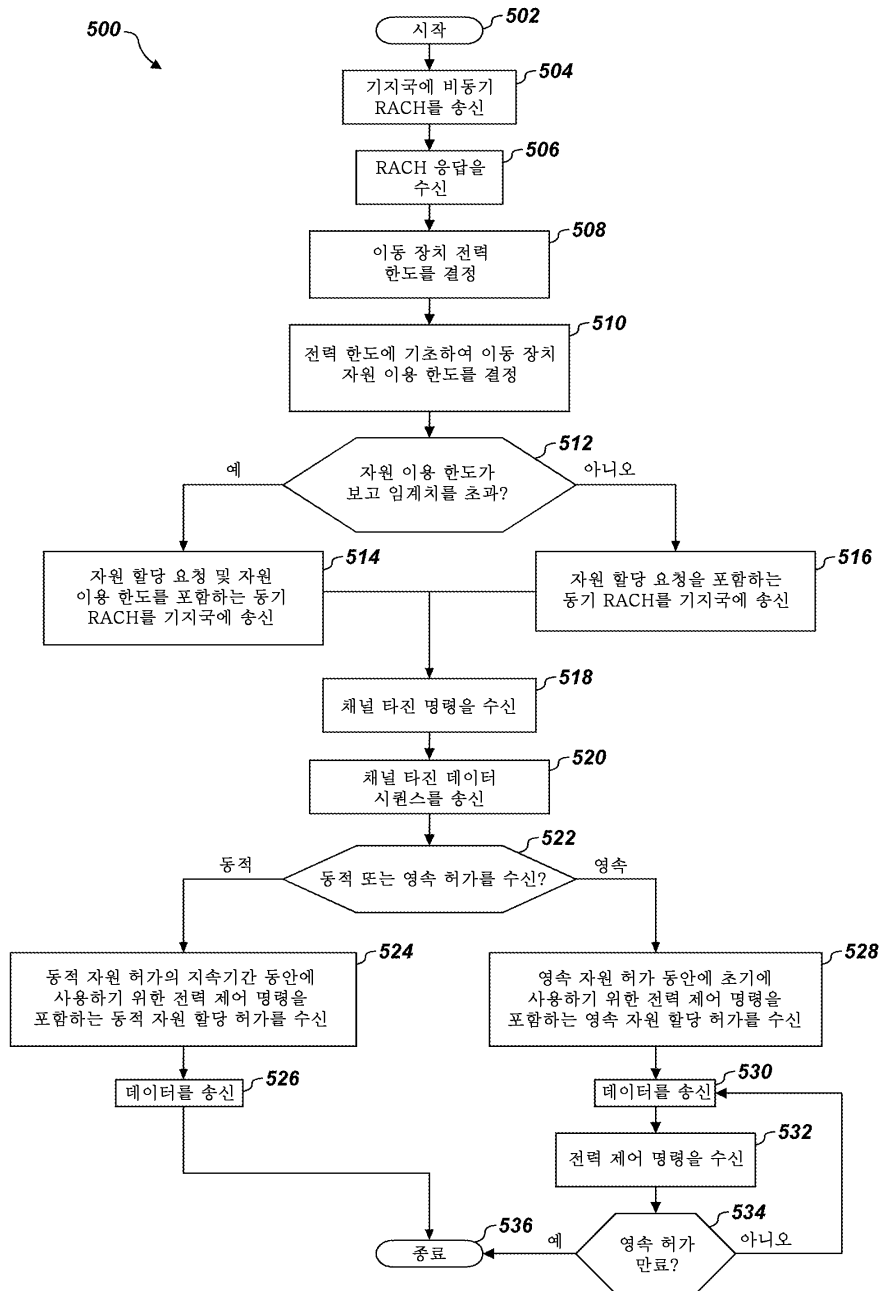 500
시작
502
기지국에 비동기
RACH를 송신
504
RACH 응답을
수신
506
이동 장치 전력
한도를 결정
508
전력 한도에 기초하여 이동 장치
자원 이용 한도를 결정
510
자원 이용 한도가
보고 임계치를 초과?
512
예
아니오
자원 할당 요청 및 자원
이용 한도를 포함하는 동기
RACH를 기지국에 송신
514
자원 할당 요청을 포함하는
동기 RACH를 기지국에 송신
516
채널 타진 명령을 수신
518
채널 타진 데이터
시퀀스를 송신
520
동적 또는 영속 허가를 수신?
522
동적
영속
동적 자원 허가의 지속기간 동안에
사용하기 위한 전력 제어 명령을
포함하는 동적 자원 할당 허가를 수신
524
데이터를 송신
526
영속 자원 허가 동안에 초기에
사용하기 위한 전력 제어 명령을
포함하는 영속 자원 할당 허가를 수신
528
데이터를 송신
530
전력 제어 명령을 수신
532
영속 허가
만료?
534
예
아니오
종료
536